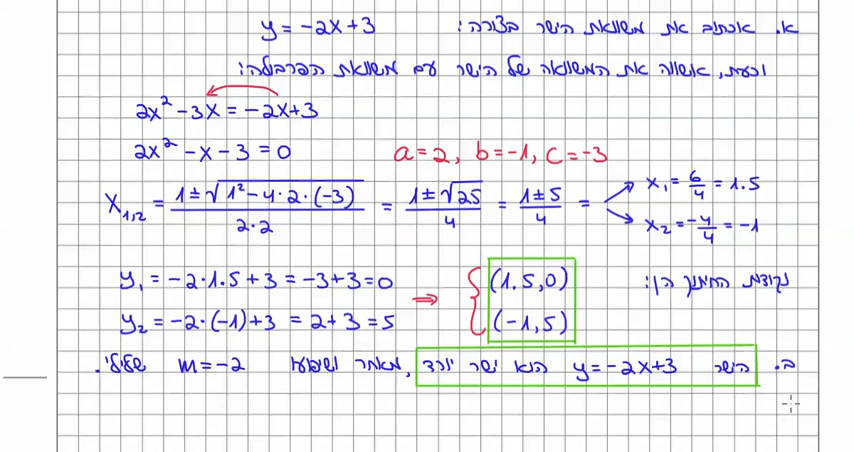 א. אכתוב את משוואת הישר בצורה: y = -2x+3
וכעת, אשווה את המשוואה של הישר עם משוואת הפרבולה:
2x² - 3x = -2x+3
2x² - x - 3 = 0 a = 2, b = -1, c = -3
x₁,₂ = (1 ± √(1² - 4·2·(-3))) / (2·2) = (1 ± √25) / 4 = (1 ± 5) / 4 = x₁ = 6/4 = 1.5
x₂ = -4/4 = -1
y₁ = -2·1.5 + 3 = -3 + 3 = 0 ⇒ { (1.5, 0) נקודות החיתוך הן:
y₂ = -2·(-1) + 3 = 2 + 3 = 5 (-1, 5)
ב. הישר y = -2x+3 הוא ישר יורד, מאחר ושיפועו m = -2 שלילי.